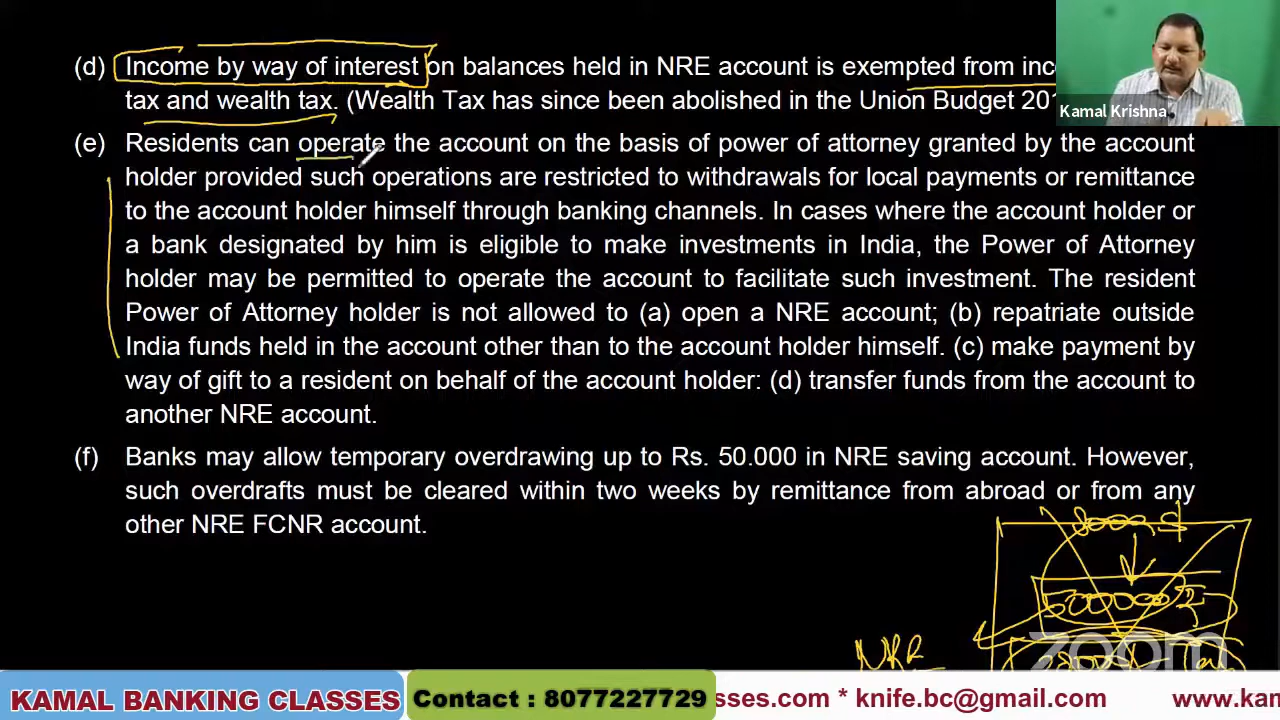 (d) Income by way of interest on balances held in NRE account is exempted from inc
tax and wealth tax. (Wealth Tax has since been abolished in the Union Budget 201
Kamal Krishna
(e) Residents can operate the account on the basis of power of attorney granted by the account
holder provided such operations are restricted to withdrawals for local payments or remittance
to the account holder himself through banking channels. In cases where the account holder or
a bank designated by him is eligible to make investments in India, the Power of Attorney
holder may be permitted to operate the account to facilitate such investment. The resident
Power of Attorney holder is not allowed to (a) open a NRE account; (b) repatriate outside
India funds held in the account other than to the account holder himself. (c) make payment by
way of gift to a resident on behalf of the account holder: (d) transfer funds from the account to
another NRE account.
(f) Banks may allow temporary overdrawing up to Rs. 50.000 in NRE saving account. However,
such overdrafts must be cleared within two weeks by remittance from abroad or from any
other NRE FCNR account.
NRE
zoom
KAMAL BANKING CLASSES Contact : 8077227729 sses.com * knife.bc@gmail.com www.ka